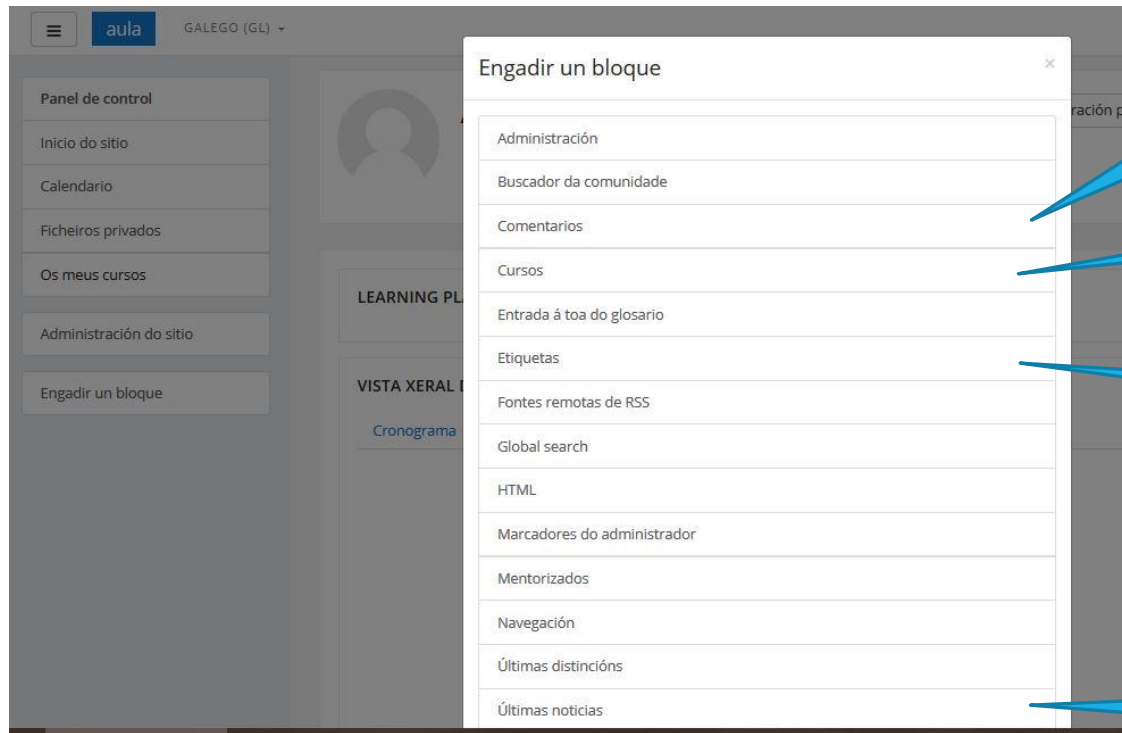 aula
GALEGO (GL)
Panel de control
Inicio do sitio
Calendario
Ficheiros privados
Os meus cursos
Administración do sitio
Engadir un bloque
LEARNING PL
VISTA XERAL
Cronograma
Engadir un bloque
×
Administración
Buscador da comunidade
Comentarios
Cursos
Entrada á toa do glosario
Etiquetas
Fontes remotas de RSS
Global search
HTML
Marcadores do administrador
Mentorizados
Navegación
Últimas distincións
Últimas noticias
ración p